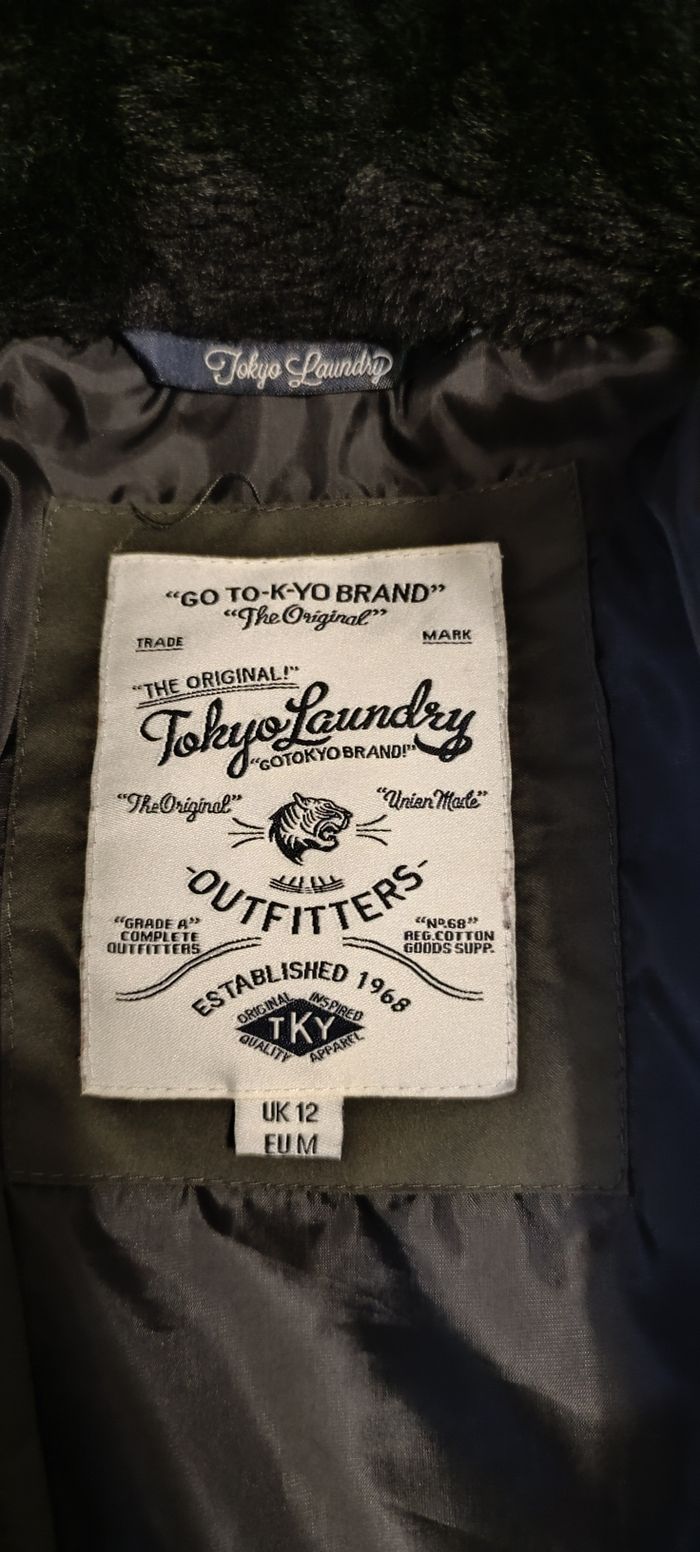 Tokyo Laundry
"GO TO-K-YO BRAND"
"The Original"
TRADE MARK
"THE ORIGINAL!"
Tokyo Laundry
"GOTOKYO BRAND!"
"The Original" "Union Made"
OUTFITTERS
"GRADE A" "Nº.68"
COMPLETE REG.COTTON
OUTFITTERS GOODS SUPP.
ESTABLISHED 1968
ORIGINAL INSPIRED
TKY
QUALITY APPAREL
UK 12
EU M